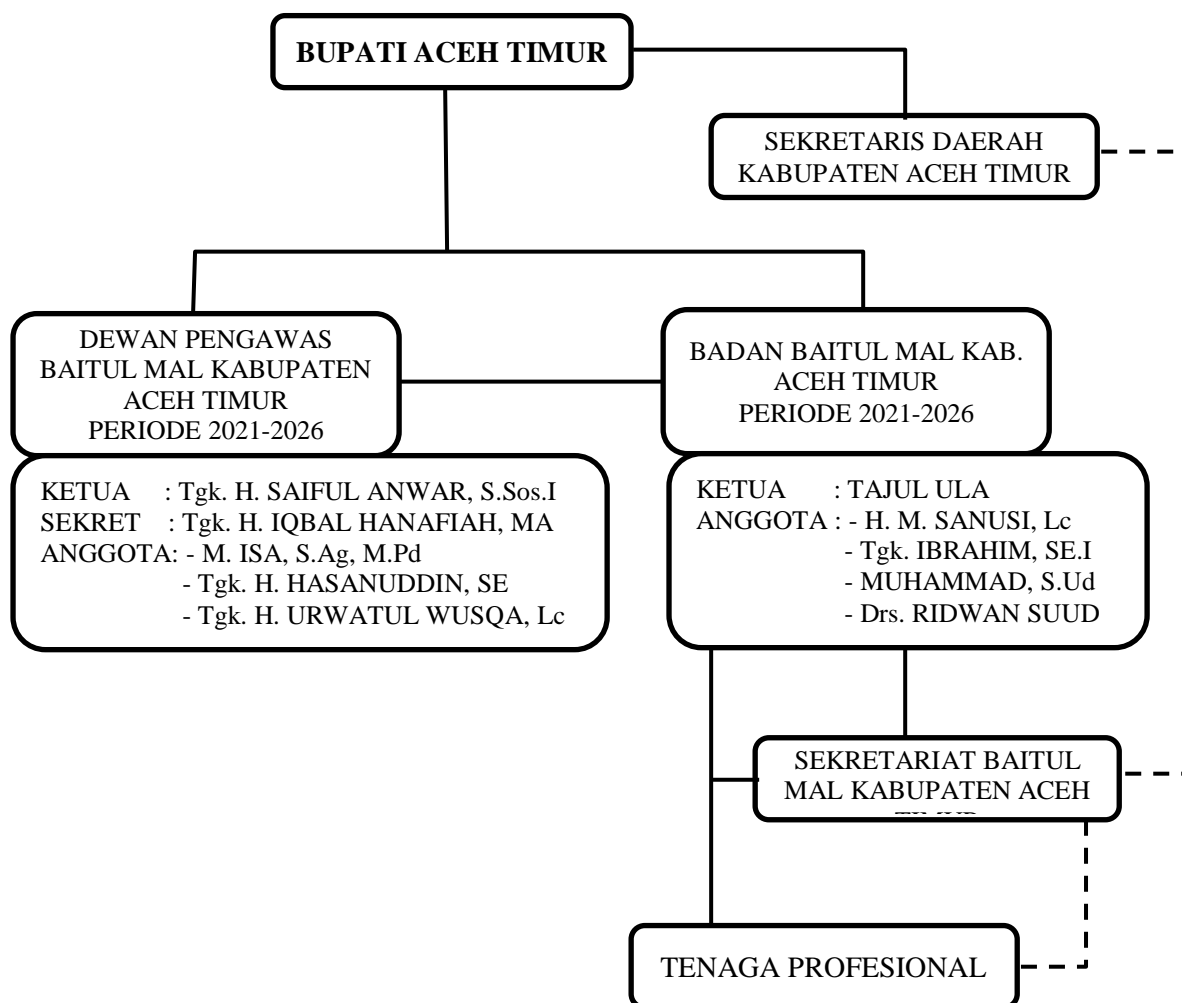 BUPATI ACEH TIMUR
SEKRETARIS DAERAH
KABUPATEN ACEH TIMUR
DEWAN PENGAWAS
BAITUL MAL KABUPATEN
ACEH TIMUR
PERIODE 2021-2026
BADAN BAITUL MAL KAB.
ACEH TIMUR
PERIODE 2021-2026
KETUA : Tgk. H. SAIFUL ANWAR, S.Sos.I
SEKRET : Tgk. H. IQBAL HANAFIAH, MA
ANGGOTA: - M. ISA, S.Ag, M.Pd
- Tgk. H. HASANUDDIN, SE
- Tgk. H. URWATUL WUSQA, Lc
KETUA : TAJUL ULA
ANGGOTA : - H. M. SANUSI, Lc
- Tgk. IBRAHIM, SE.I
- MUHAMMAD, S.Ud
- Drs. RIDWAN SUUD
SEKRETARIAT BAITUL
MAL KABUPATEN ACEH
TENAGA PROFESIONAL